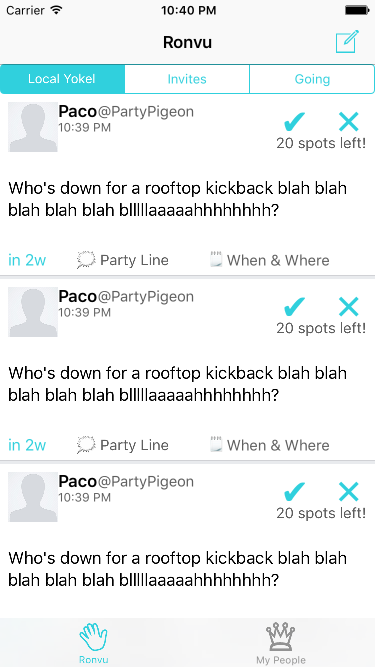 Carrier 10:40 PM
Ronvu
Local Yokel Invites Going
Paco@PartyPigeon
10:39 PM
20 spots left!
Who's down for a rooftop kickback blah blah
blah blah blah bllllllaaaaahhhhhhhh?
in 2w Party Line When & Where
Paco@PartyPigeon
10:39 PM
20 spots left!
Who's down for a rooftop kickback blah blah
blah blah blah bllllllaaaaahhhhhhhh?
in 2w Party Line When & Where
Paco@PartyPigeon
10:39 PM
20 spots left!
Who's down for a rooftop kickback blah blah
blah blah blah bllllllaaaaahhhhhhhh?
Ronvu My People